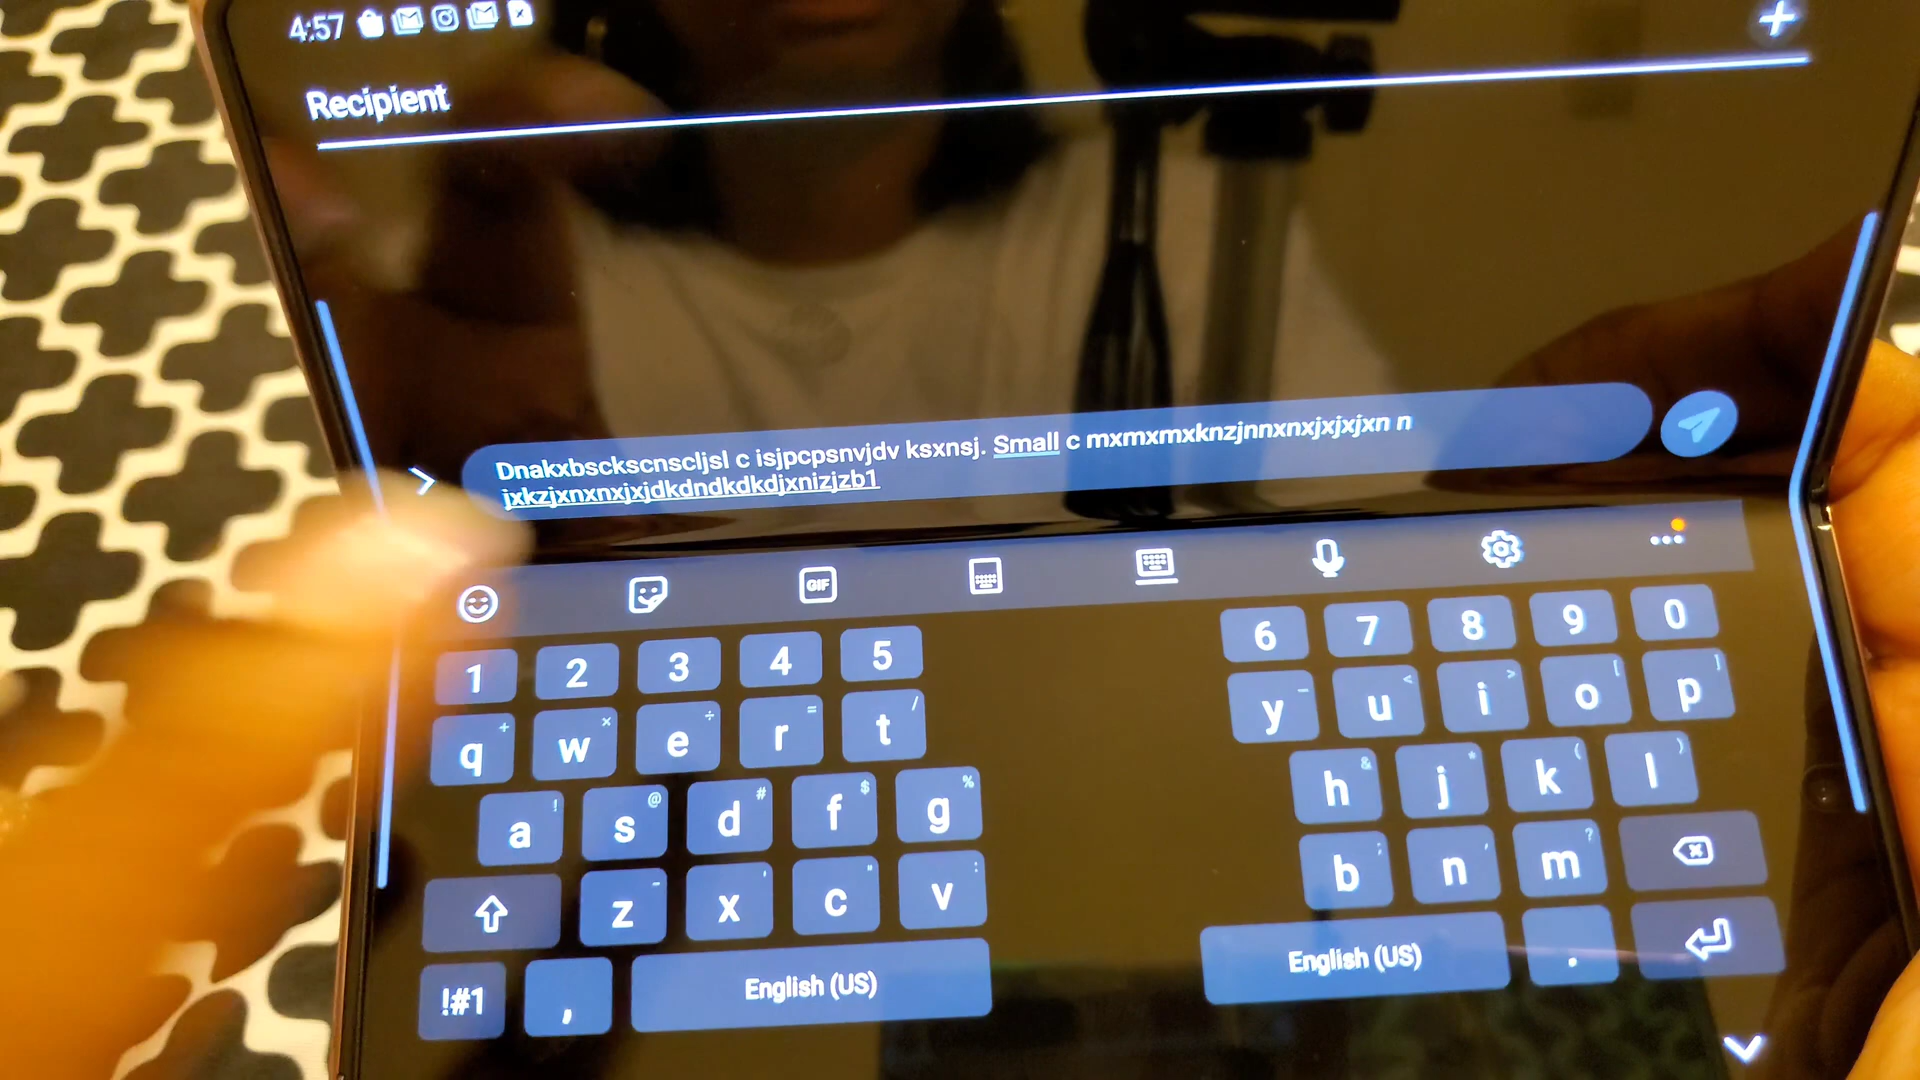 4:57
Recipient
Dnakxbsckscnscljsl c isjpcpsnvjdv ksxnsj. Small c mxmxmxknzjnnxnxjxjxjxn n
jxkzjxnxnxjxjdkdndkdkdjxnizjzb1
GIF
1 2 3 4 5 6 7 8 9 0
q + w × e ÷ r = t / y _ u < i > o [ p ]
a ! s @ d # f $ g % h & j * k ( l )
z - x ' c " v : b ; n , m ?
!#1 , English (US) English (US) .